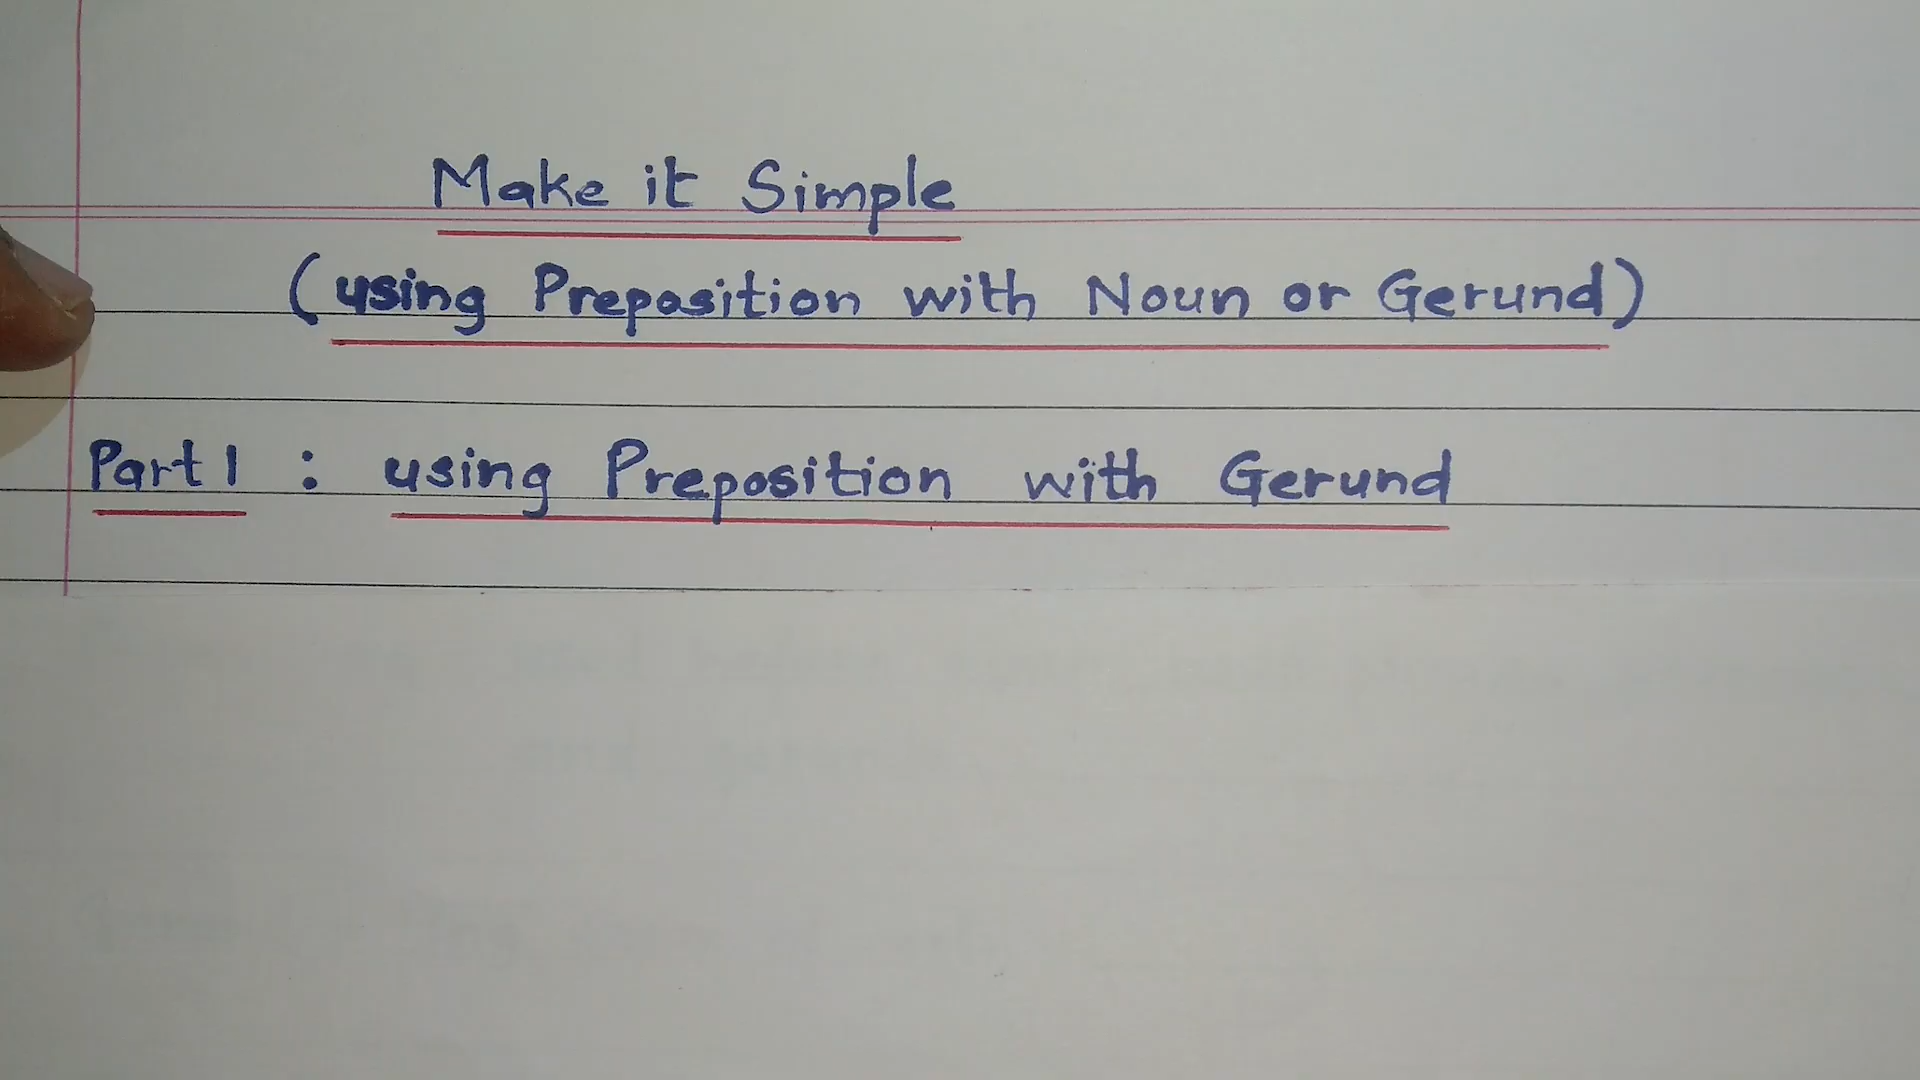 Make it Simple
(using Preposition with Noun or Gerund)
Part 1 : using Preposition with Gerund